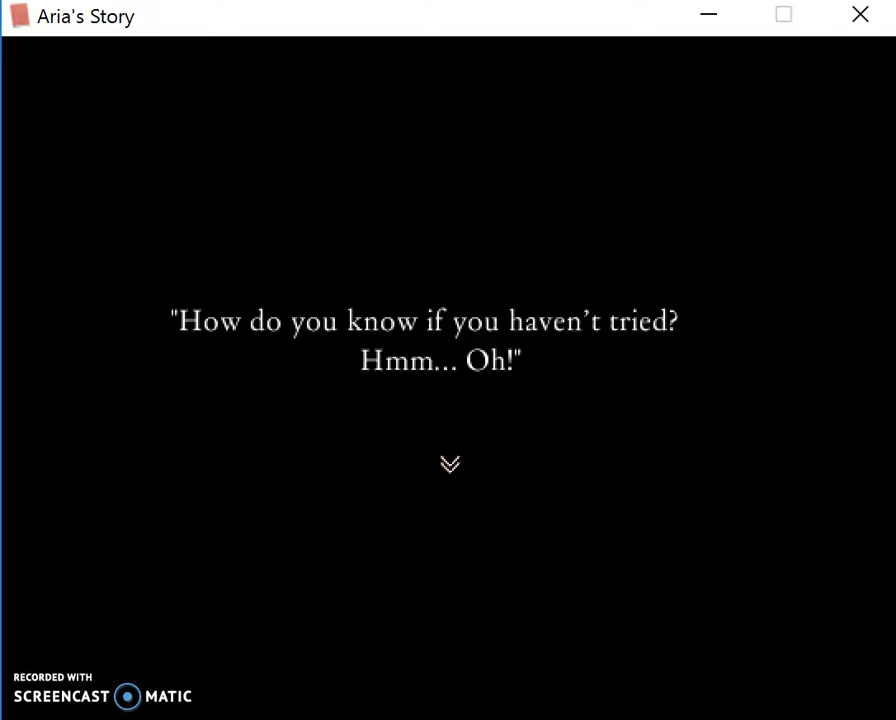 Aria's Story
"How do you know if you haven’t tried?
Hmm... Oh!"
RECORDED WITH
SCREENCAST MATIC